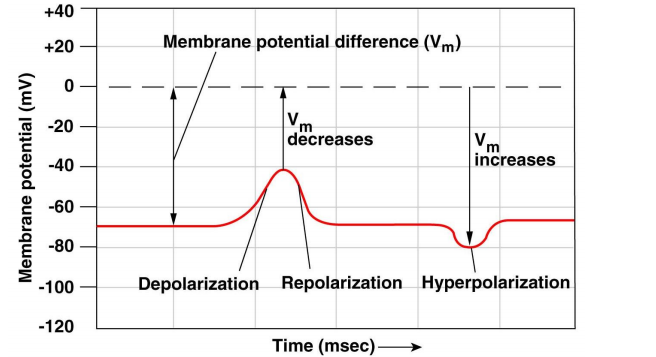 +40
+20
0
-20
-40
-60
-80
-100
-120
Membrane potential (mV)
Membrane potential difference (Vm)
Vm
decreases
Vm
increases
Depolarization
Repolarization
Hyperpolarization
Time (msec)